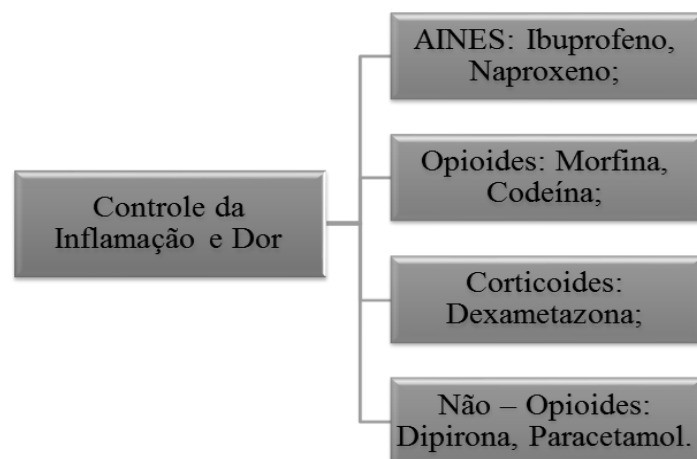 Controle da
Inflamação e Dor
AINES: Ibuprofeno,
Naproxeno;
Opioides: Morfina,
Codeína;
Corticoides:
Dexametazona;
Não – Opioides:
Dipirona, Paracetamol.